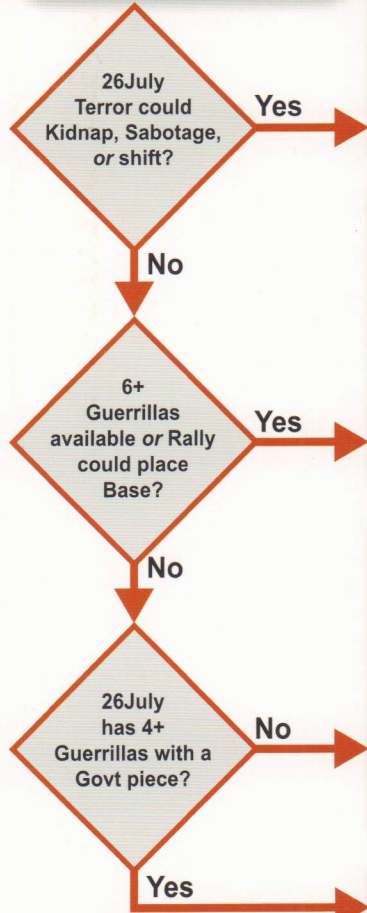 26July
Terror could
Kidnap, Sabotage,
or shift?
Yes
No
6+
Guerrillas
available or Rally
could place
Base?
Yes
No
26July
has 4+
Guerrillas with a
Govt piece?
No
Yes